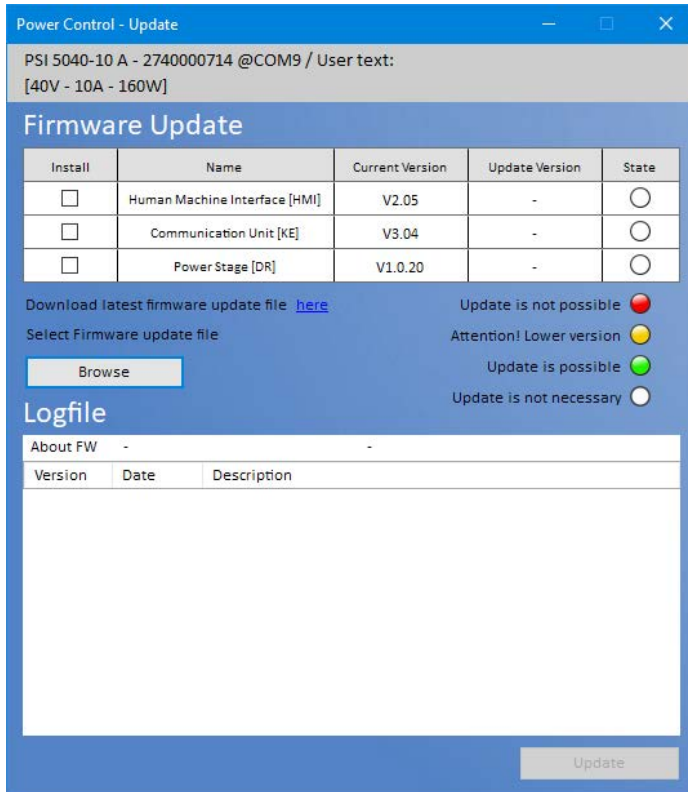 Power Control - Update
PSI 5040-10 A - 2740000714 @COM9 / User text:
[40V - 10A - 160W]
Firmware Update
Install Name Current Version Update Version State
Human Machine Interface [HMI] V2.05 -
Communication Unit [KE] V3.04 -
Power Stage [DR] V1.0.20 -
Download latest firmware update file here Update is not possible
Select Firmware update file Attention! Lower version
Browse Update is possible
Update is not necessary
Logfile
About FW - -
Version Date Description
Update